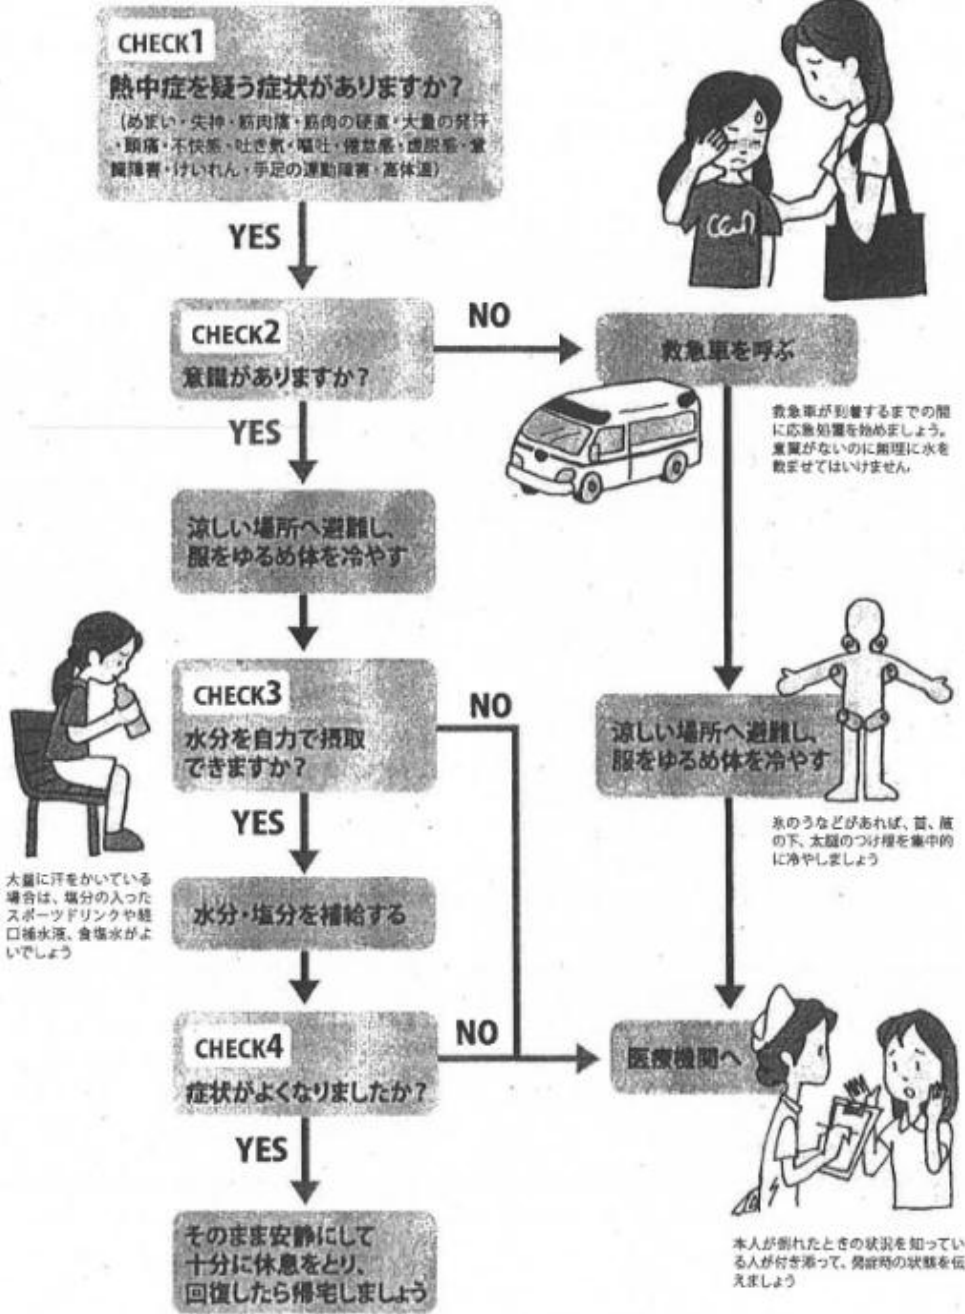 CHECK1
熱中症を疑う症状がありますか？
(めまい・失神・筋肉痛・筋肉の硬直・大量の発汗
・頭痛・不快感・吐き気・嘔吐・倦怠感・虚脱感・意
識障害・けいれん・手足の運動障害・高体温)
YES
CHECK2
意識がありますか？
NO
救急車を呼ぶ
救急車が到着するまでの間
に応急処置を始めましょう。
意識がないのに無理に水を
飲ませてはいけません
YES
涼しい場所へ避難し、
服をゆるめ体を冷やす
CHECK3
水分を自力で摂取
できますか？
NO
涼しい場所へ避難し、
服をゆるめ体を冷やす
氷のうなどがあれば、首、腋
の下、太腿のつけ根を集中的
に冷やしましょう
YES
大量に汗をかいている
場合は、塩分の入った
スポーツドリンクや経
口補水液、食塩水がよ
いでしょう
水分・塩分を補給する
CHECK4
症状がよくなりましたか？
NO
医療機関へ
YES
そのまま安静にして
十分に休息をとり、
回復したら帰宅しましょう
本人が倒れたときの状況を知ってい
る人が付き添って、発症時の状態を伝
えましょう